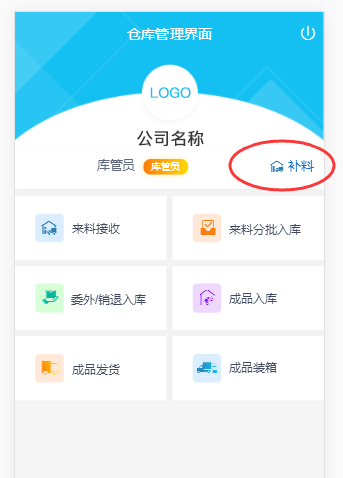 仓库管理界面
LOGO
公司名称
库管员 库管员 补料
来料接收 来料分批入库
委外/销退入库 成品入库
成品发货 成品装箱